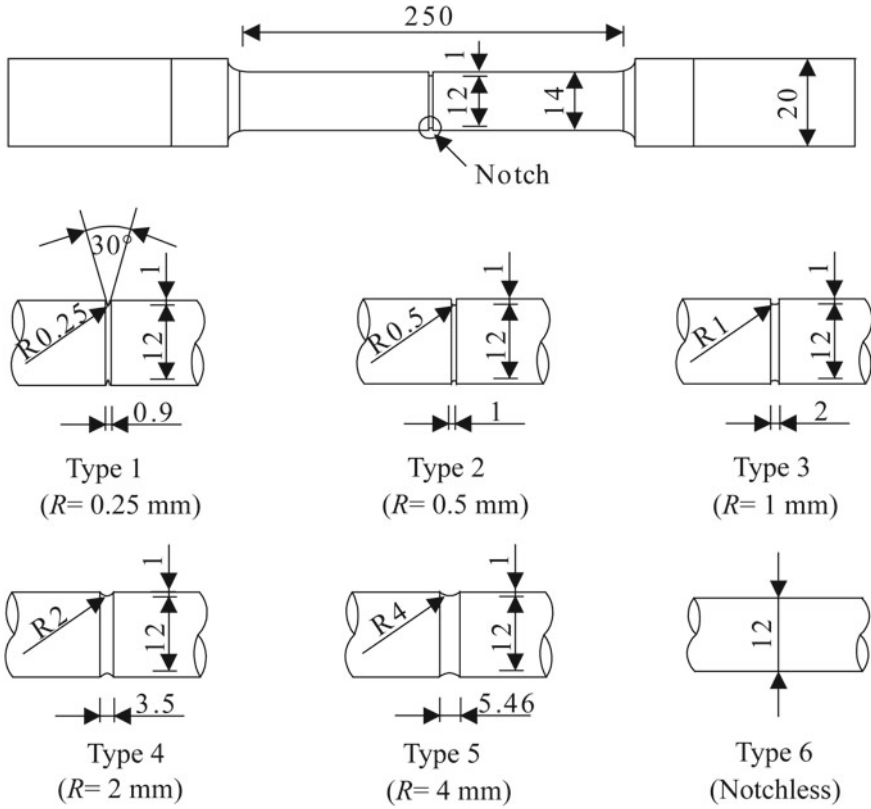 250
1
12
14
20
Notch
30°
1
R0.25
12
0.9
Type 1
(R= 0.25 mm)
1
R0.5
12
1
Type 2
(R= 0.5 mm)
1
R1
12
2
Type 3
(R= 1 mm)
1
R2
12
3.5
Type 4
(R= 2 mm)
1
R4
12
5.46
Type 5
(R= 4 mm)
12
Type 6
(Notchless)